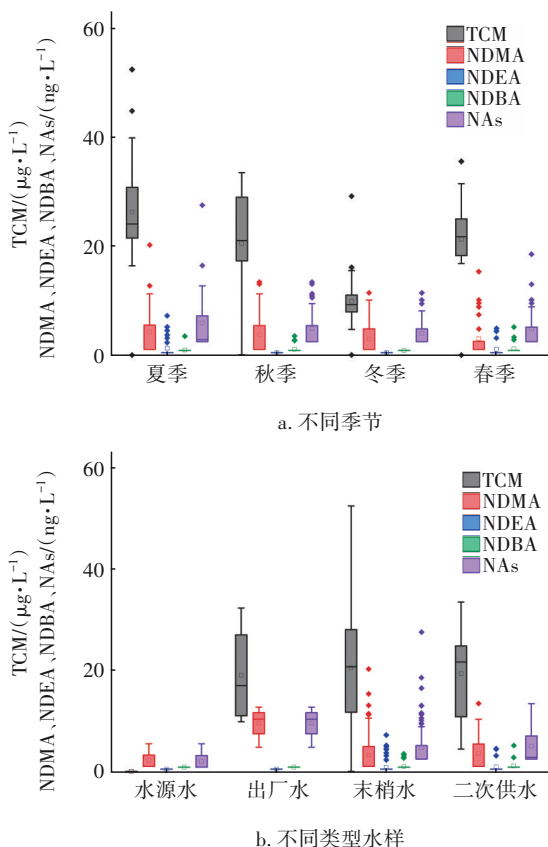 60
40
20
0
TCM/(μg·L⁻¹)
NDMA、NDEA、NDBA、NAs/(ng·L⁻¹)
TCM
NDMA
NDEA
NDBA
NAs
夏季 秋季 冬季 春季
a. 不同季节
60
40
20
0
TCM/(μg·L⁻¹)
NDMA、NDEA、NDBA、NAs/(ng·L⁻¹)
TCM
NDMA
NDEA
NDBA
NAs
水源水 出厂水 末梢水 二次供水
b. 不同类型水样